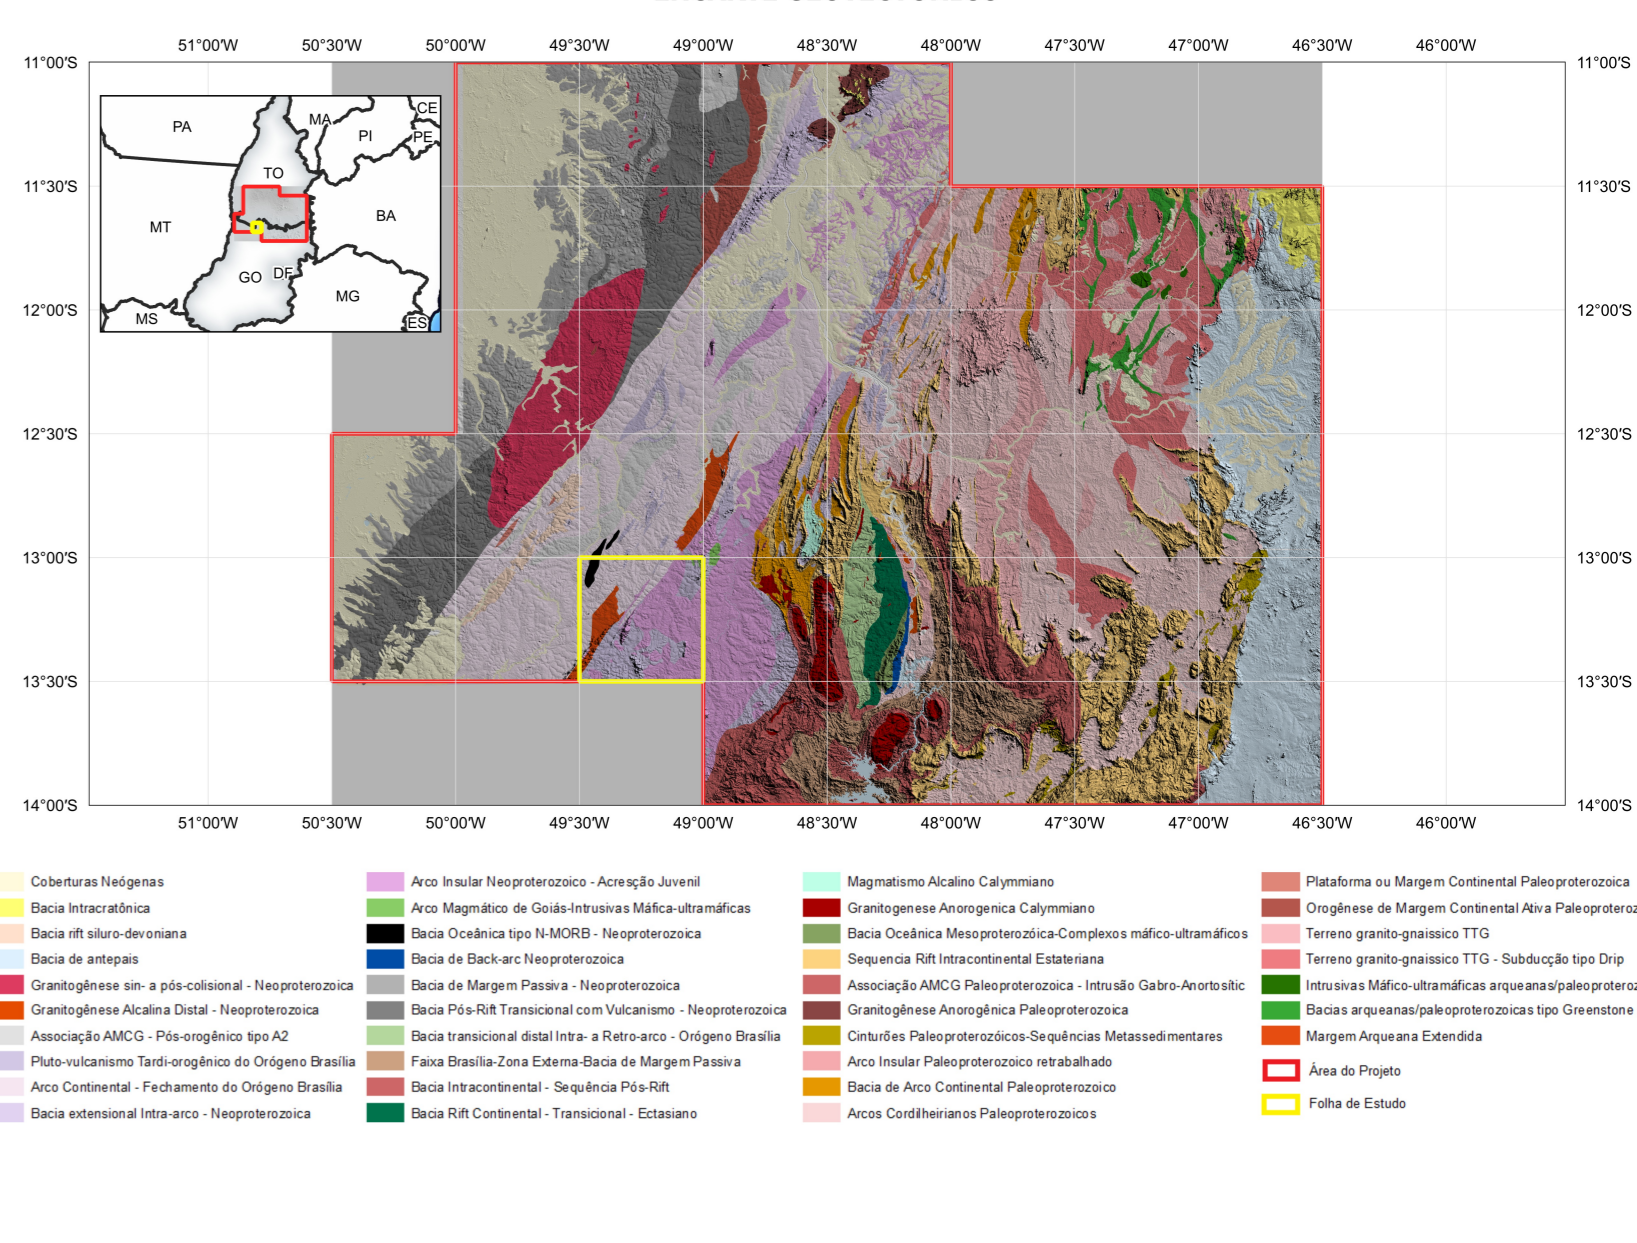 51°00'W 50°30'W 50°00'W 49°30'W 49°00'W 48°30'W 48°00'W 47°30'W 47°00'W 46°30'W 46°00'W
11°00'S 11°00'S
PA MA CE
PI PE
TO
11°30'S 11°30'S
MT BA
GO DF
MG
12°00'S 12°00'S
MS ES
12°30'S 12°30'S
13°00'S 13°00'S
13°30'S 13°30'S
14°00'S 14°00'S
51°00'W 50°30'W 50°00'W 49°30'W 49°00'W 48°30'W 48°00'W 47°30'W 47°00'W 46°30'W 46°00'W
Coberturas Neógenas
Bacia Intracratônica
Bacia rift siluro-devoniana
Bacia de antepais
Granitogênese sin- a pós-colisional - Neoproterozoica
Granitogênese Alcalina Distal - Neoproterozoica
Associação AMCG - Pós-orogênico tipo A2
Pluto-vulcanismo Tardi-orogênico do Orógeno Brasília
Arco Continental - Fechamento do Orógeno Brasília
Bacia extensional Intra-arco - Neoproterozoica
Arco Insular Neoproterozoico - Acresção Juvenil
Arco Magmático de Goiás-Intrusivas Máfica-ultramáficas
Bacia Oceânica tipo N-MORB - Neoproterozoica
Bacia de Back-arc Neoproterozoica
Bacia de Margem Passiva - Neoproterozoica
Bacia Pós-Rift Transicional com Vulcanismo - Neoproterozoica
Bacia transicional distal Intra- a Retro-arco - Orógeno Brasília
Faixa Brasília-Zona Externa-Bacia de Margem Passiva
Bacia Intracontinental - Sequência Pós-Rift
Bacia Rift Continental - Transicional - Ectasiano
Magmatismo Alcalino Calymmiano
Granitogenese Anorogenica Calymmiano
Bacia Oceânica Mesoproterozóica-Complexos máfico-ultramáficos
Sequencia Rift Intracontinental Estateriana
Associação AMCG Paleoproterozoica - Intrusão Gabro-Anortosític
Granitogênese Anorogênica Paleoproterozoica
Cinturões Paleoproterozóicos-Sequências Metassedimentares
Arco Insular Paleoproterozoico retrabalhado
Bacia de Arco Continental Paleoproterozoico
Arcos Cordilheirianos Paleoproterozoicos
Plataforma ou Margem Continental Paleoproterozoica
Orogênese de Margem Continental Ativa Paleoproteroz
Terreno granito-gnaissico TTG
Terreno granito-gnaissico TTG - Subducção tipo Drip
Intrusivas Máfico-ultramáficas arqueanas/paleoproteroz
Bacias arqueanas/paleoproterozoicas tipo Greenstone
Margem Arqueana Extendida
Área do Projeto
Folha de Estudo